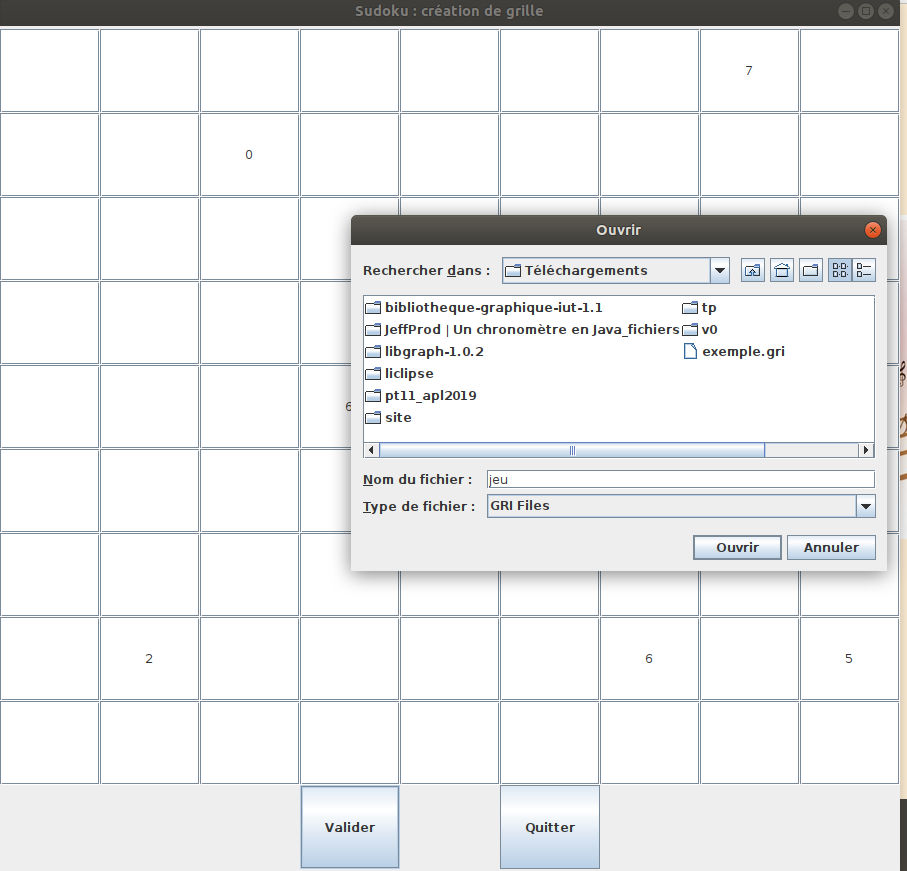 Sudoku : création de grille
7
0
Ouvrir
Rechercher dans :
Téléchargements
bibliotheque-graphique-iut-1.1
JeffProd | Un chronomètre en Java_fichiers
libgraph-1.0.2
liclipse
pt11_apl2019
site
tp
v0
exemple.gri
6
Nom du fichier :
jeu
Type de fichier :
GRI Files
Ouvrir
Annuler
2
6
5
Valider
Quitter